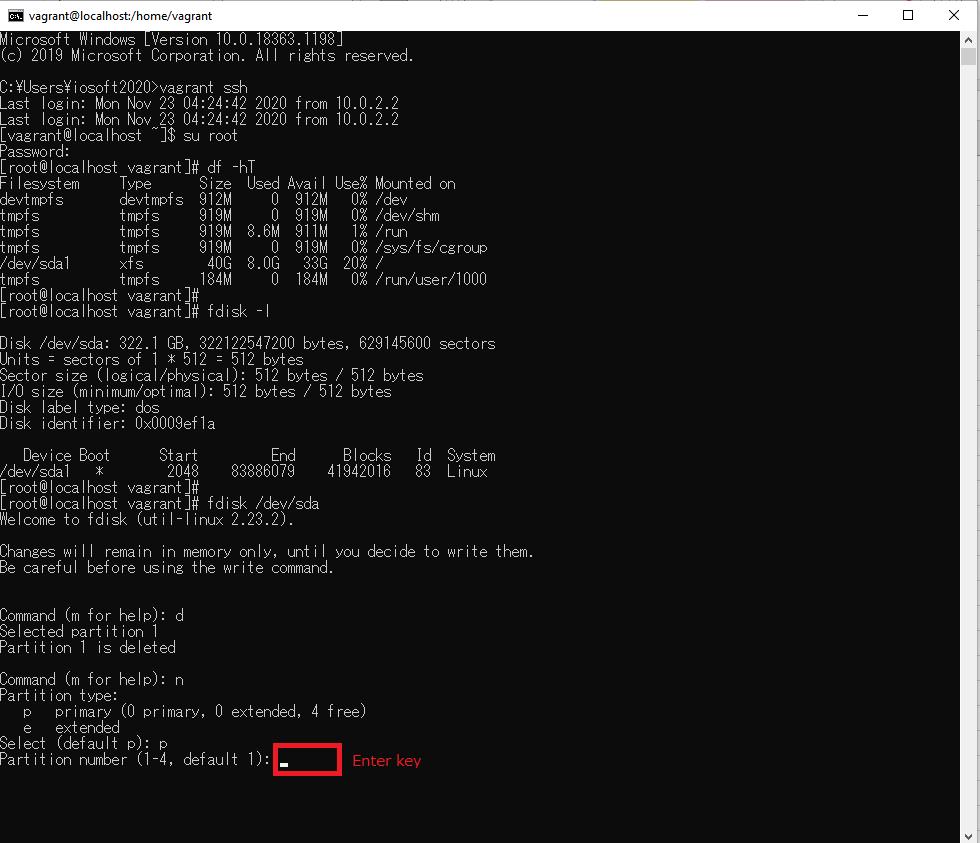 vagrant@localhost:/home/vagrant
Microsoft Windows [Version 10.0.18363.1198]
(c) 2019 Microsoft Corporation. All rights reserved.
C:¥Users¥iosoft2020>vagrant ssh
Last login: Mon Nov 23 04:24:42 2020 from 10.0.2.2
Last login: Mon Nov 23 04:24:42 2020 from 10.0.2.2
[vagrant@localhost ~]$ su root
Password:
[root@localhost vagrant]# df -hT
Filesystem     Type      Size  Used Avail Use% Mounted on
devtmpfs       devtmpfs  912M     0  912M   0% /dev
tmpfs          tmpfs     919M     0  919M   0% /dev/shm
tmpfs          tmpfs     919M  8.6M  911M   1% /run
tmpfs          tmpfs     919M     0  919M   0% /sys/fs/cgroup
/dev/sda1      xfs        40G  8.0G   33G  20% /
tmpfs          tmpfs     184M     0  184M   0% /run/user/1000
[root@localhost vagrant]#
[root@localhost vagrant]# fdisk -l
Disk /dev/sda: 322.1 GB, 322122547200 bytes, 629145600 sectors
Units = sectors of 1 * 512 = 512 bytes
Sector size (logical/physical): 512 bytes / 512 bytes
I/O size (minimum/optimal): 512 bytes / 512 bytes
Disk label type: dos
Disk identifier: 0x0009ef1a
   Device Boot      Start         End      Blocks   Id  System
/dev/sda1   *        2048    83886079    41942016   83  Linux
[root@localhost vagrant]#
[root@localhost vagrant]# fdisk /dev/sda
Welcome to fdisk (util-linux 2.23.2).
Changes will remain in memory only, until you decide to write them.
Be careful before using the write command.
Command (m for help): d
Selected partition 1
Partition 1 is deleted
Command (m for help): n
Partition type:
   p   primary (0 primary, 0 extended, 4 free)
   e   extended
Select (default p): p
Partition number (1-4, default 1): Enter key